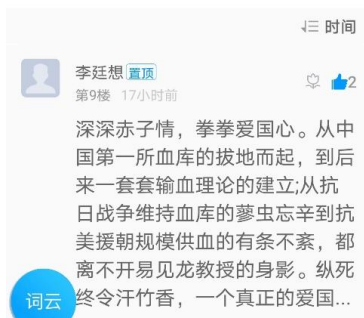 时间
李廷想 置顶
2
第9楼 17小时前
深深赤子情，拳拳爱国心。从中
国第一所血库的拔地而起，到后
来一套套输血理论的建立;从抗
日战争维持血库的蓼虫忘辛到抗
美援朝规模供血的有条不紊，都
离不开易见龙教授的身影。纵死
终令汗竹香，一个真正的爱国...
词云